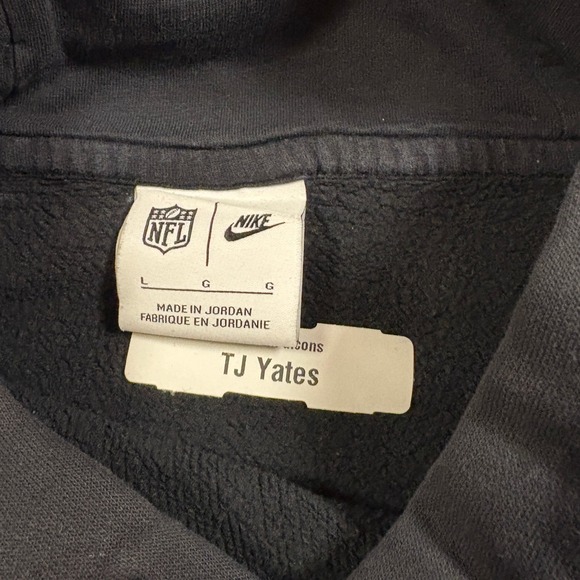 NFL NIKE
L G G
MADE IN JORDAN
FABRIQUE EN JORDANIE
TJ Yates